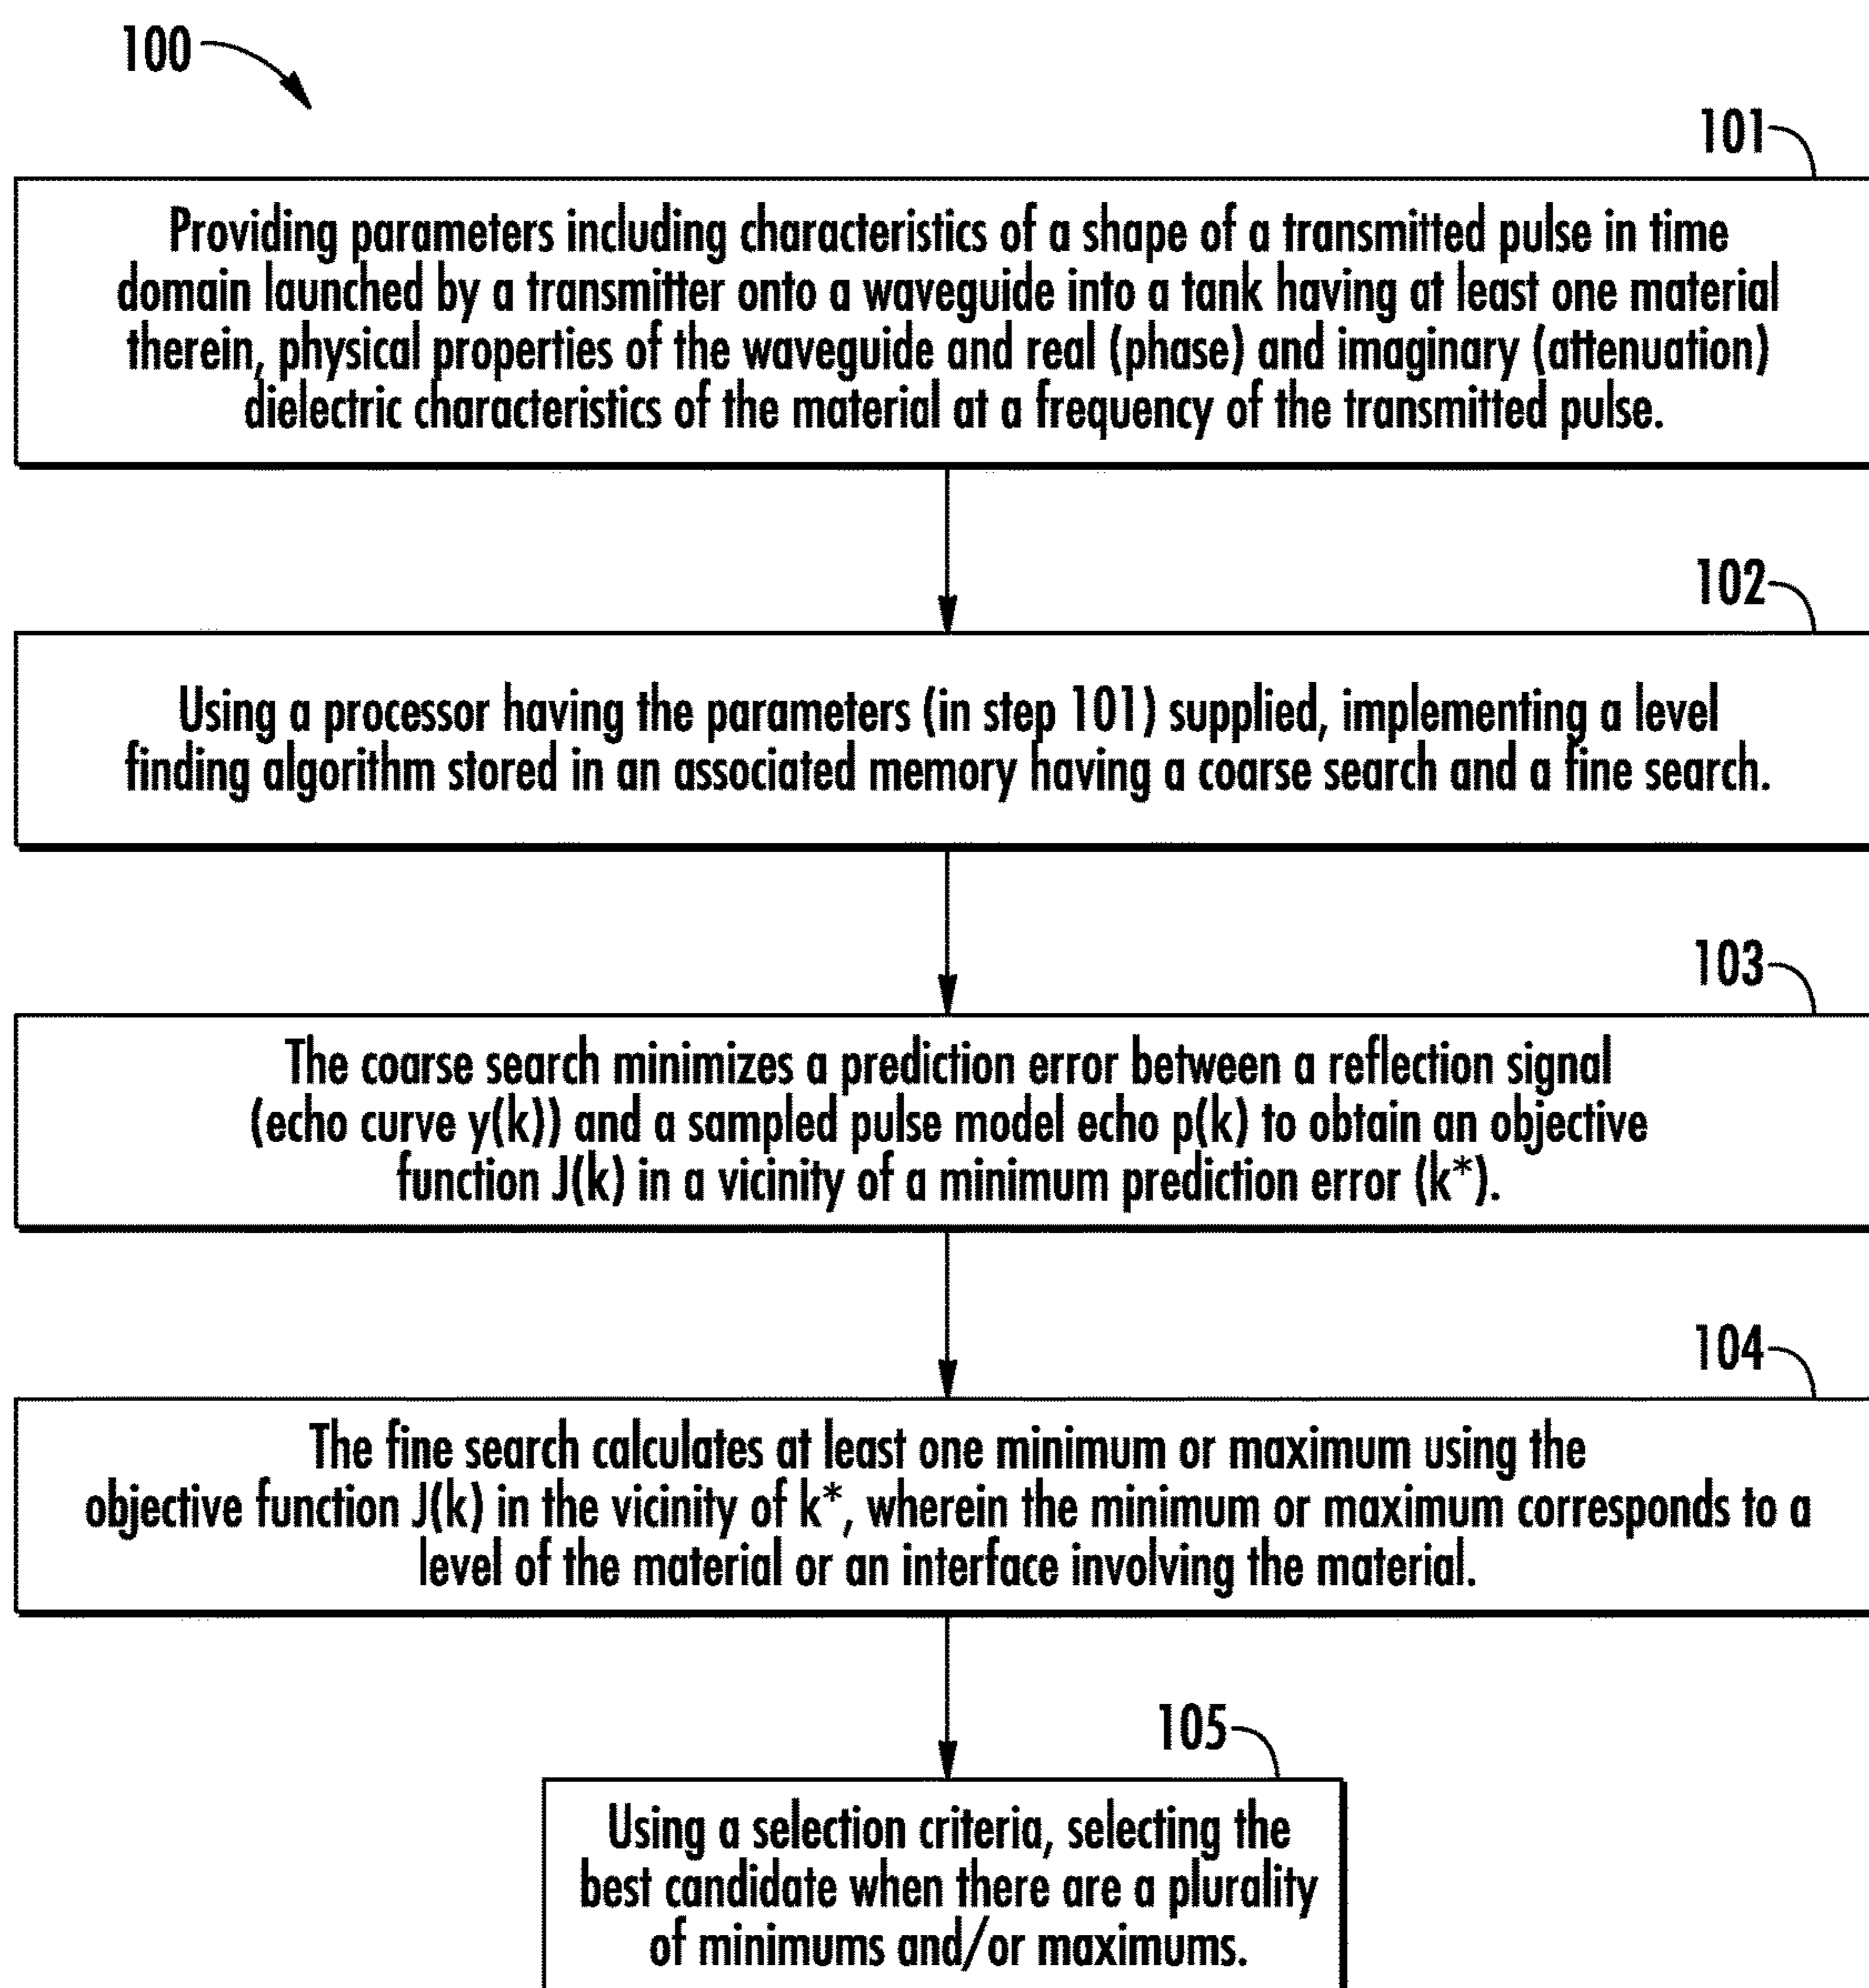 100
101
Providing parameters including characteristics of a shape of a transmitted pulse in time
domain launched by a transmitter onto a waveguide into a tank having at least one material
therein, physical properties of the waveguide and real (phase) and imaginary (attenuation)
dielectric characteristics of the material at a frequency of the transmitted pulse.
102
Using a processor having the parameters (in step 101) supplied, implementing a level
finding algorithm stored in an associated memory having a coarse search and a fine search.
103
The coarse search minimizes a prediction error between a reflection signal
(echo curve y(k)) and a sampled pulse model echo p(k) to obtain an objective
function J(k) in a vicinity of a minimum prediction error (k*).
104
The fine search calculates at least one minimum or maximum using the
objective function J(k) in the vicinity of k*, wherein the minimum or maximum corresponds to a
level of the material or an interface involving the material.
105
Using a selection criteria, selecting the
best candidate when there are a plurality
of minimums and/or maximums.